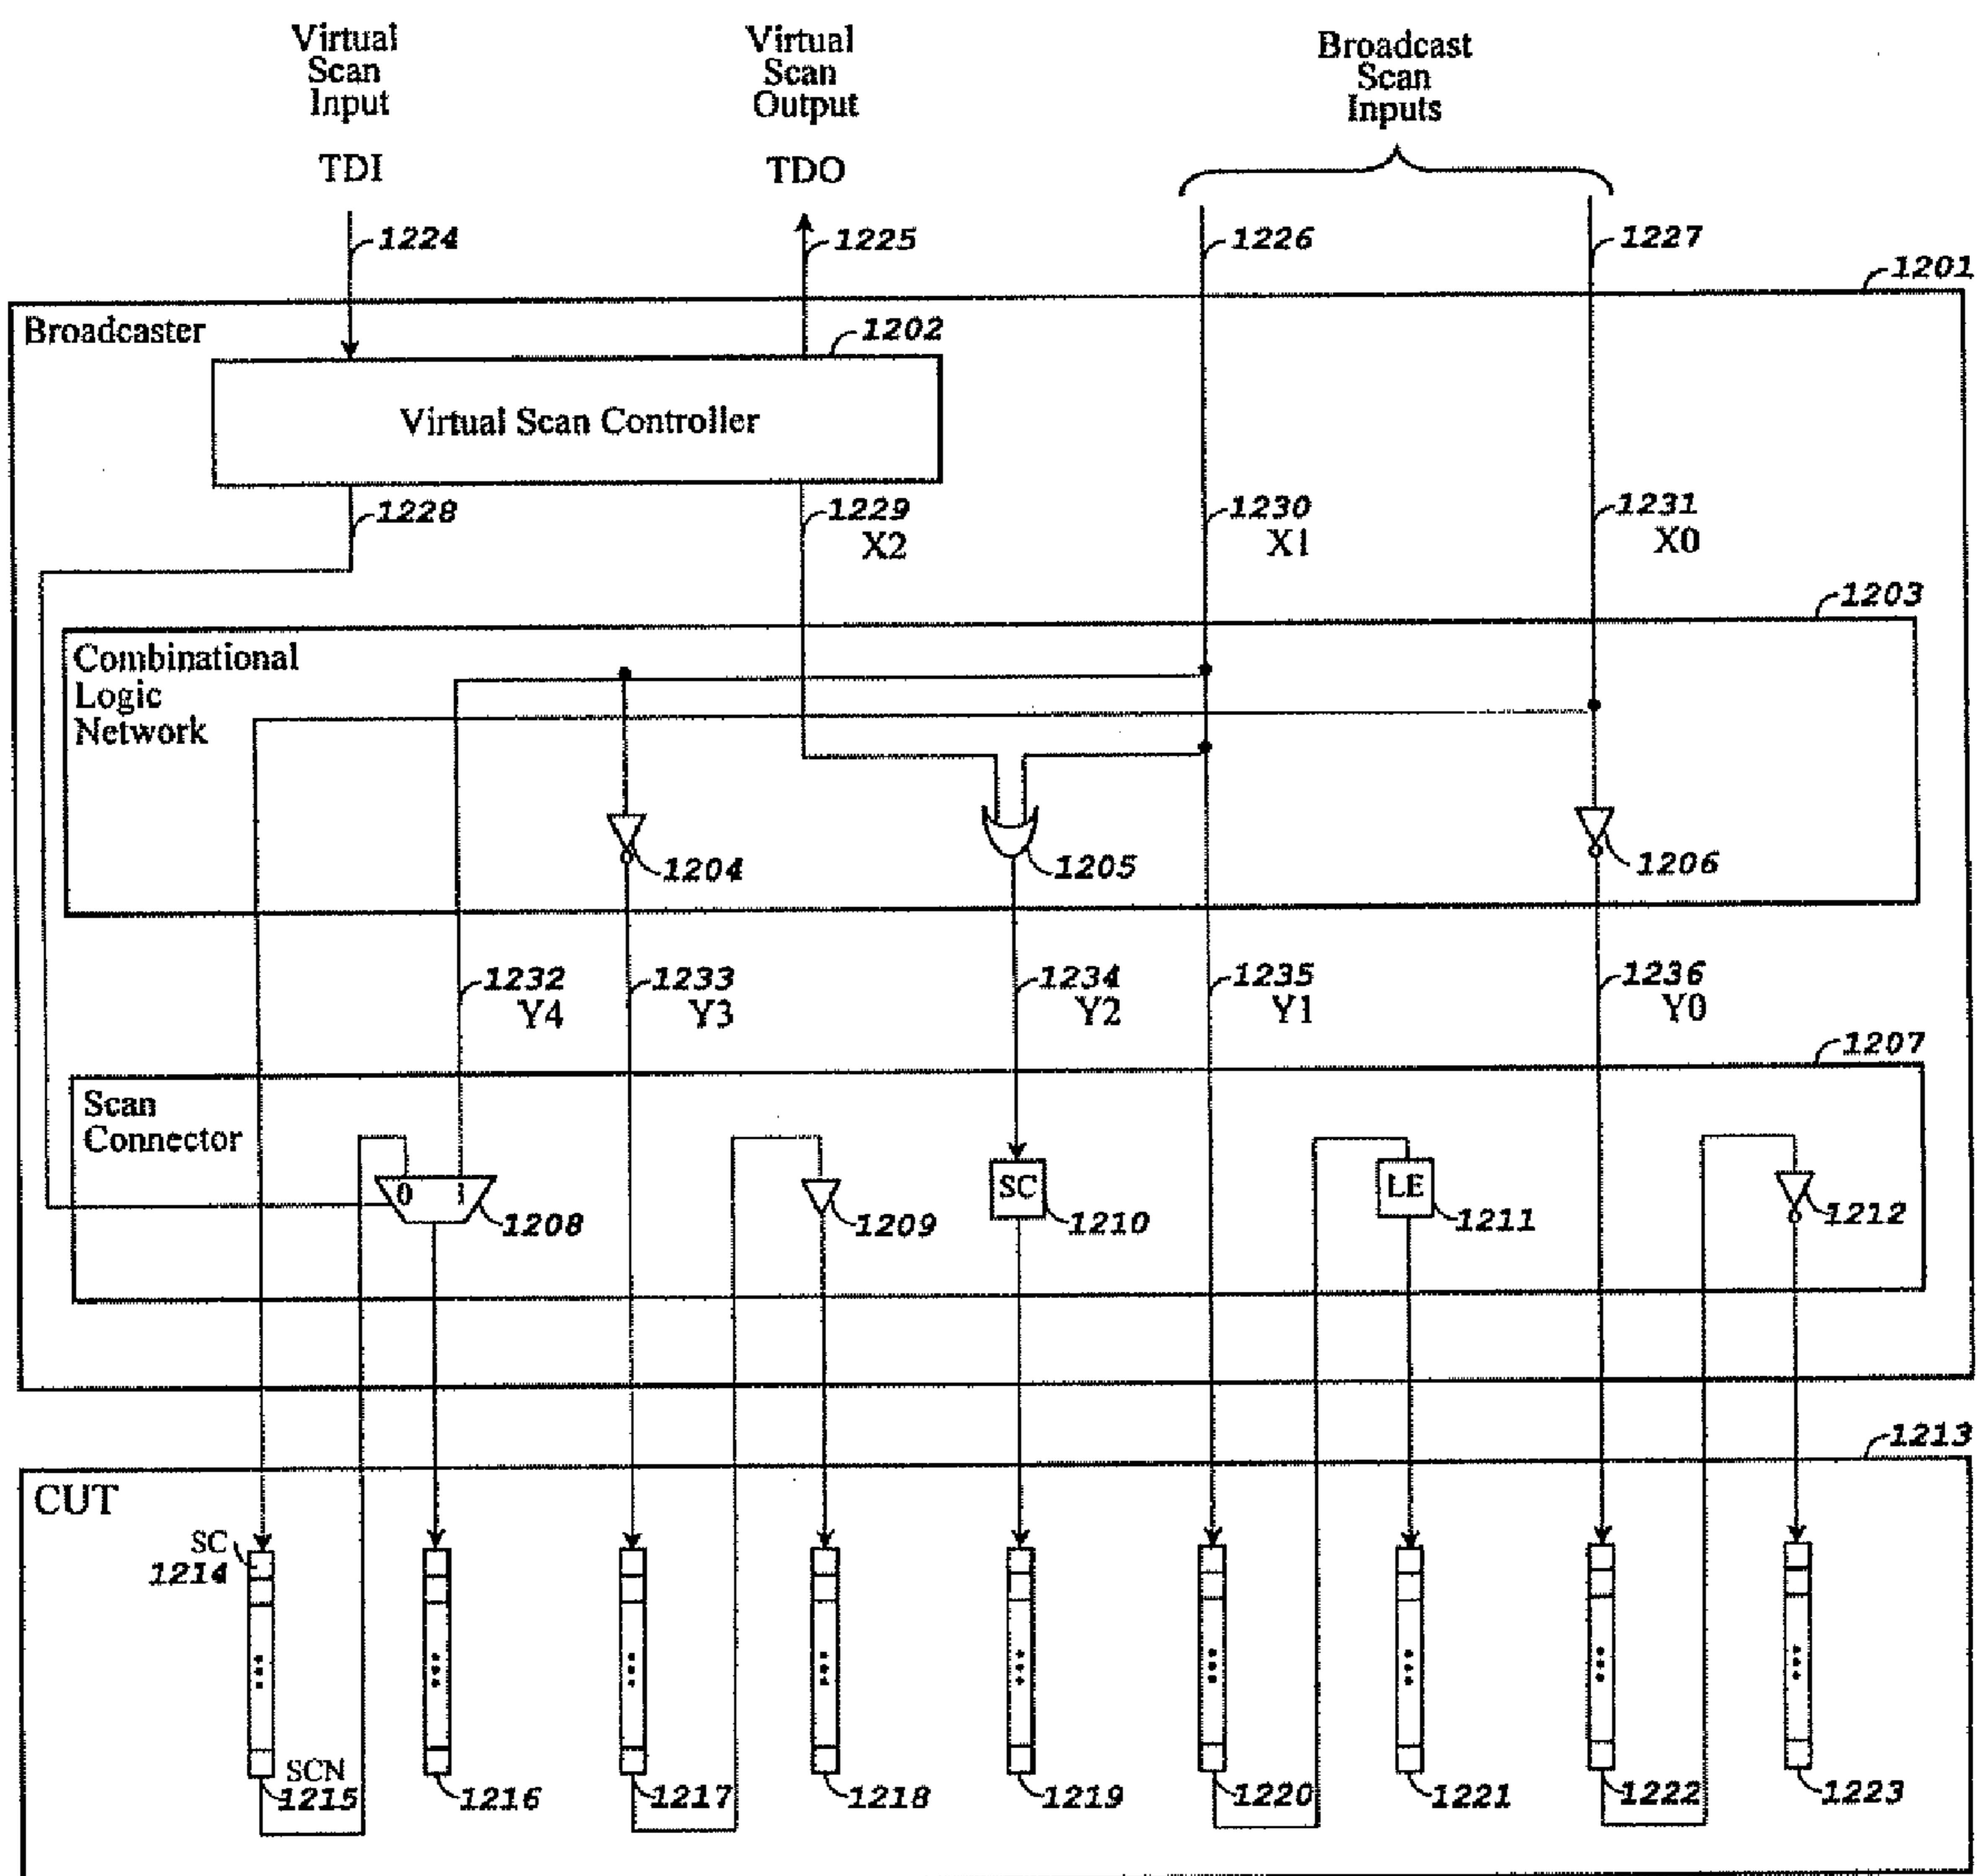 Virtual
Scan
Input
TDI
Virtual
Scan
Output
TDO
Broadcast
Scan
Inputs
1224
1225
1226
1227
1201
Broadcaster
1202
Virtual Scan Controller
1228
1229
X2
1230
X1
1231
X0
1203
Combinational
Logic
Network
1204
1205
1206
1232
Y4
1233
Y3
1234
Y2
1235
Y1
1236
Y0
1207
Scan
Connector
0
1
1208
1209
SC
1210
LE
1211
1212
1213
CUT
SC
1214
SCN
1215
1216
1217
1218
1219
1220
1221
1222
1223